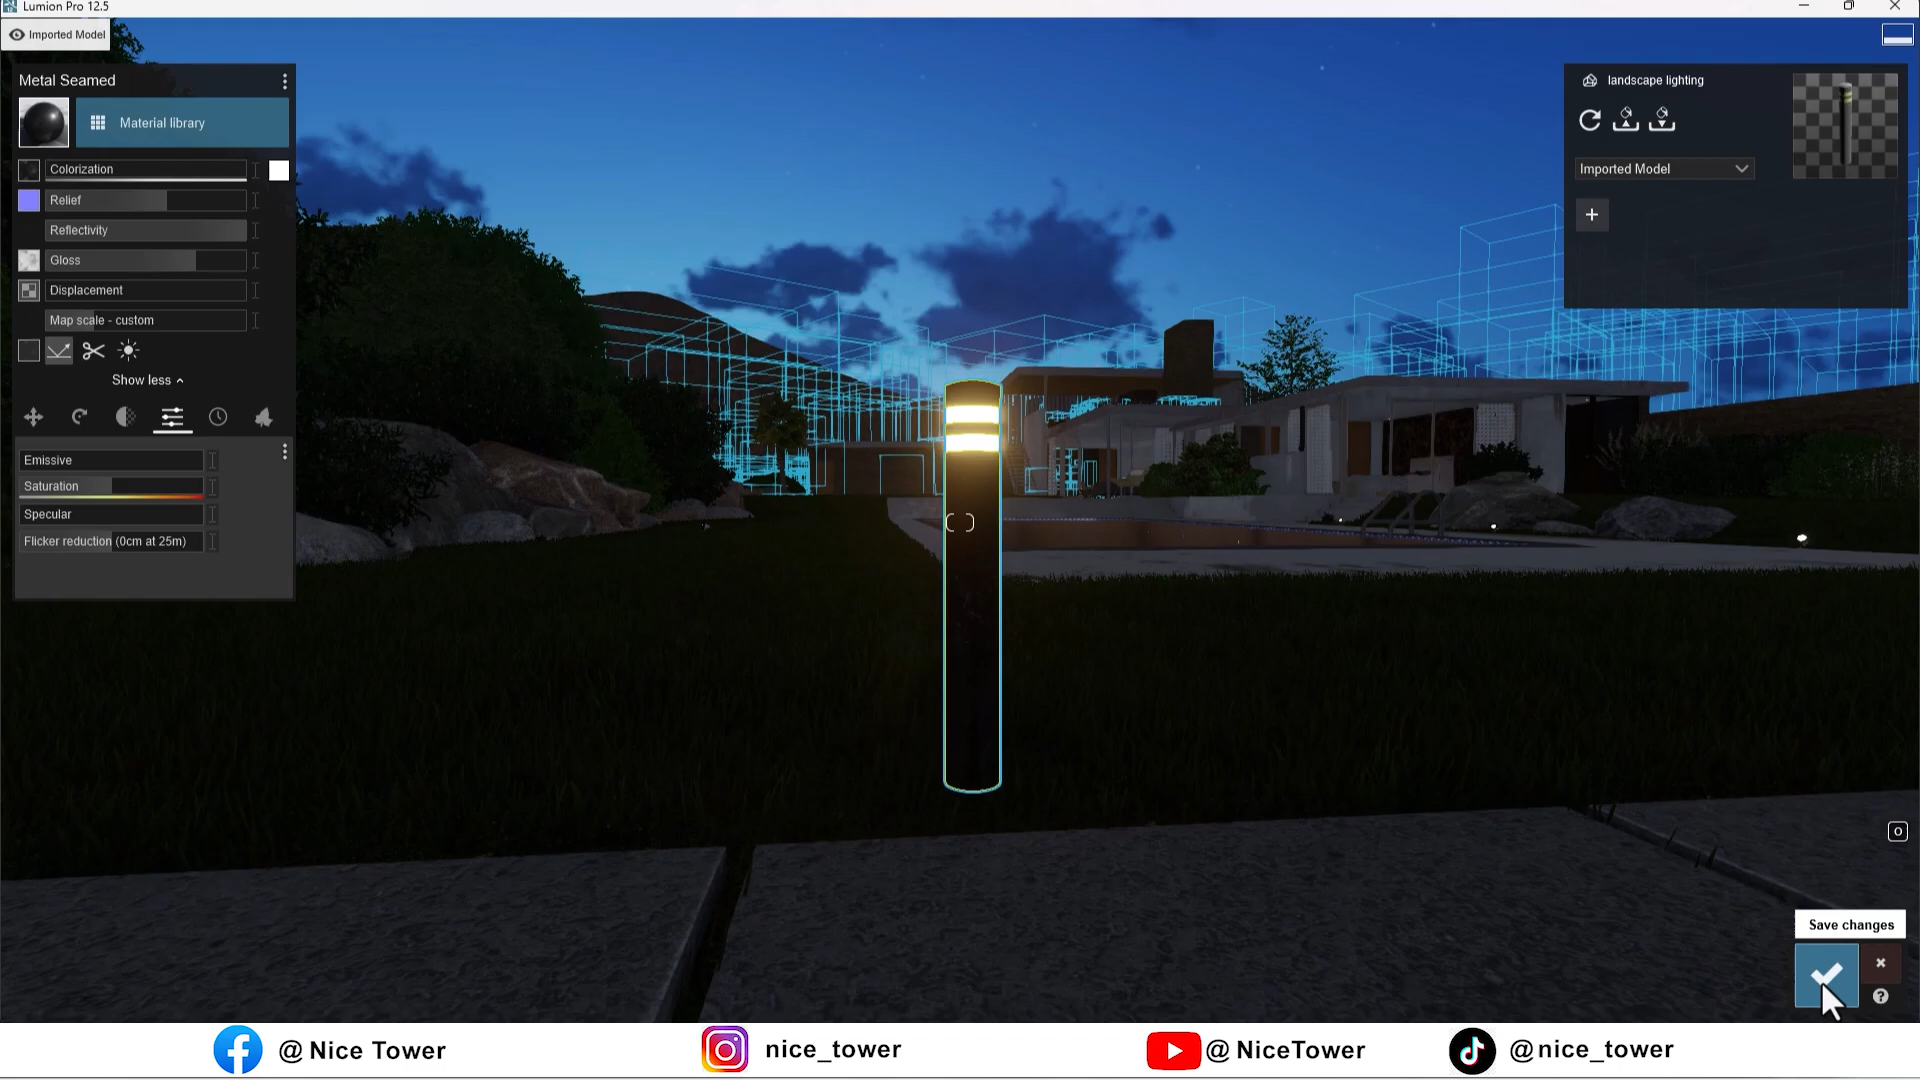 Lumion Pro 12.5
Imported Model
Metal Seamed
Material library
Colorization
Relief
Reflectivity
Gloss
Displacement
Map scale - custom
Show less
Emissive
Saturation
Specular
Flicker reduction (0cm at 25m)
landscape lighting
Imported Model
+
O
Save changes
?
@ Nice Tower
nice_tower
@ NiceTower
@nice_tower